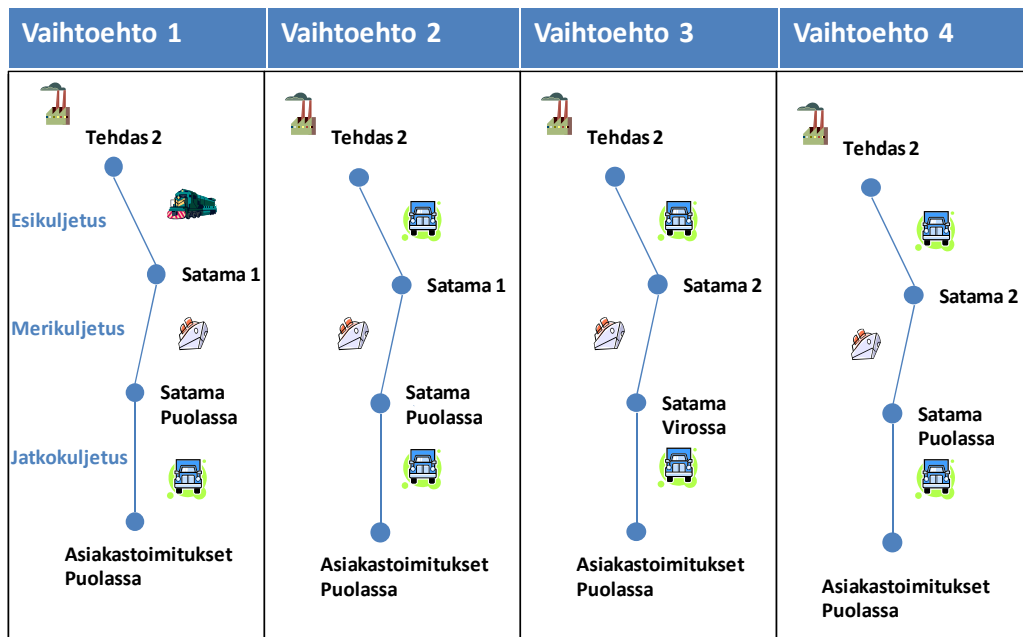 Vaihtoehto 1
Vaihtoehto 2
Vaihtoehto 3
Vaihtoehto 4
Tehdas 2
Esikuljetus
Satama 1
Merikuljetus
Satama
Puolassa
Jatkokuljetus
Asiakastoimitukset
Puolassa
Tehdas 2
Satama 1
Satama
Puolassa
Asiakastoimitukset
Puolassa
Tehdas 2
Satama 2
Satama
Virossa
Asiakastoimitukset
Puolassa
Tehdas 2
Satama 2
Satama
Puolassa
Asiakastoimitukset
Puolassa